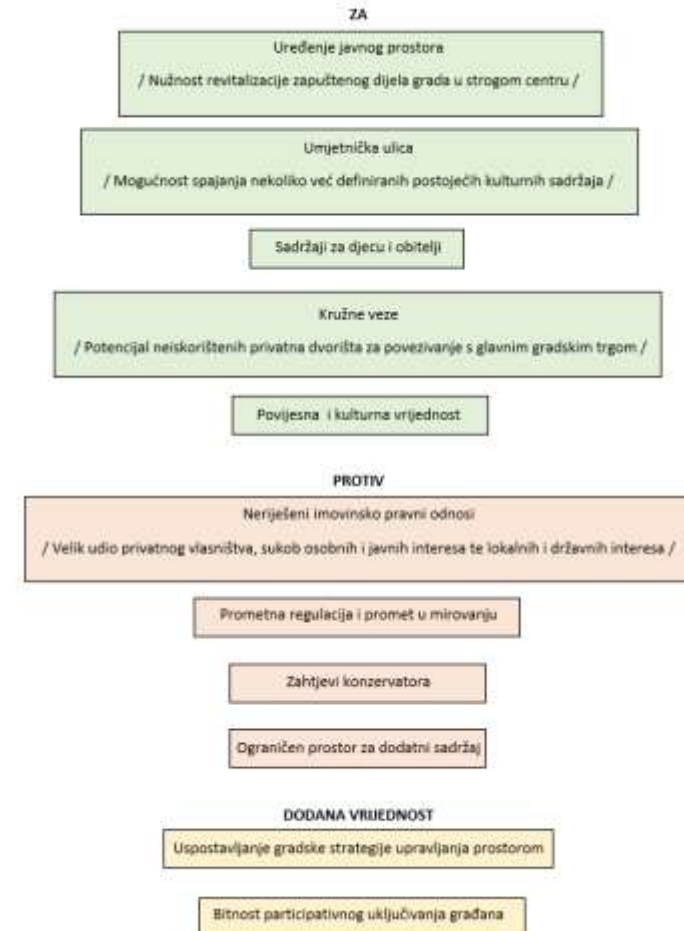 ZA
Uređenje javnog prostora
/ Nužnost revitalizacije zapuštenog dijela grada u strogom centru /
Umjetnička ulica
/ Mogućnost spajanja nekoliko već definiranih postojećih kulturnih sadržaja /
Sadržaji za djecu i obitelji
Kružne veze
/ Potencijal neiskorištenih privatna dvorišta za povezivanje s glavnim gradskim trgom /
Povijesna i kulturna vrijednost
PROTIV
Neriješeni imovinsko pravni odnosi
/ Velik udio privatnog vlasništva, sukob osobnih i javnih interesa te lokalnih i državnih interesa /
Prometna regulacija i promet u mirovanju
Zahtjevi konzervatora
Ograničen prostor za dodatni sadržaj
DODANA VRIJEDNOST
Uspostavljanje gradske strategije upravljanja prostorom
Bitnost participativnog uključivanja građana